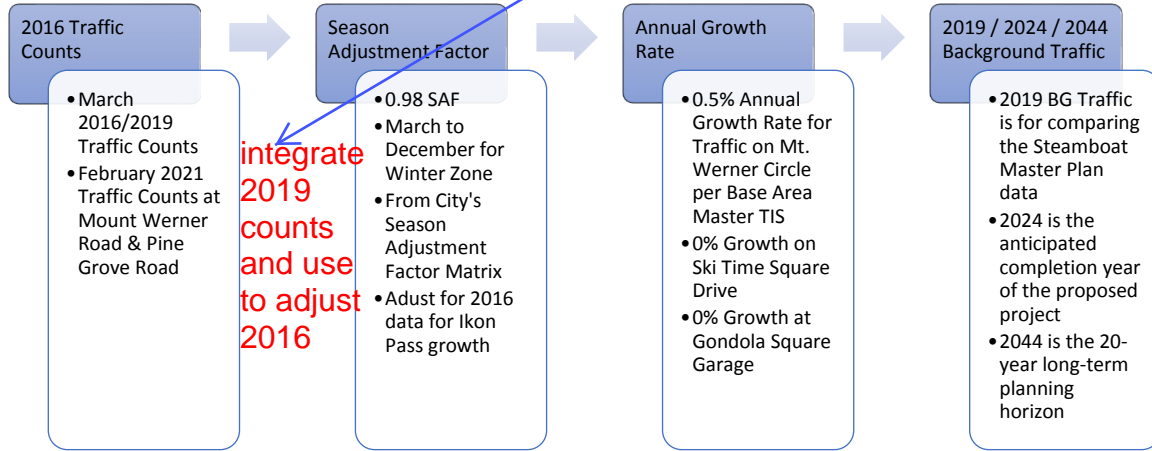 2016 Traffic
Counts
•March
2016/2019
Traffic Counts
•February 2021
Traffic Counts at
Mount Werner
Road & Pine
Grove Road
integrate
2019
counts
and use
to adjust
2016
Season
Adjustment Factor
•0.98 SAF
•March to
December for
Winter Zone
•From City's
Season
Adjustment
Factor Matrix
•Adust for 2016
data for Ikon
Pass growth
Annual Growth
Rate
•0.5% Annual
Growth Rate for
Traffic on Mt.
Werner Circle
per Base Area
Master TIS
•0% Growth on
Ski Time Square
Drive
•0% Growth at
Gondola Square
Garage
2019 / 2024 / 2044
Background Traffic
•2019 BG Traffic
is for comparing
the Steamboat
Master Plan
data
•2024 is the
anticipated
completion year
of the proposed
project
•2044 is the 20-
year long-term
planning
horizon